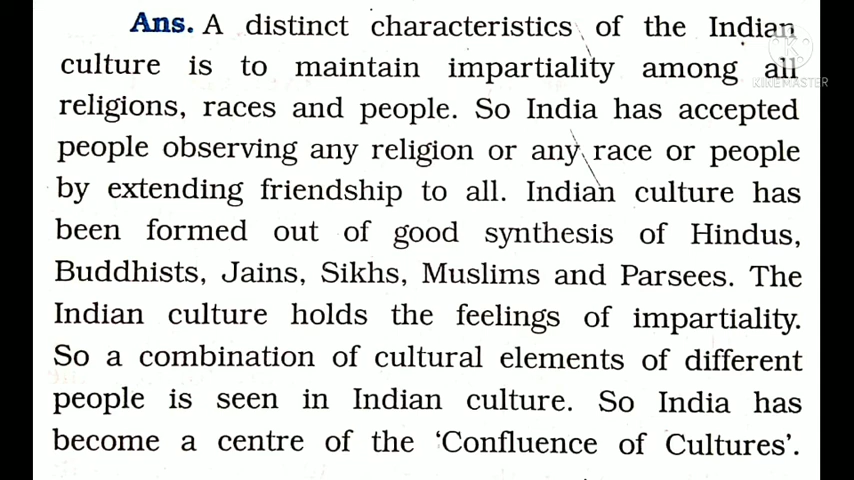 Ans. A distinct characteristics of the Indian
culture is to maintain impartiality among all
religions, races and people. So India has accepted
people observing any religion or any race or people
by extending friendship to all. Indian culture has
been formed out of good synthesis of Hindus,
Buddhists, Jains, Sikhs, Muslims and Parsees. The
Indian culture holds the feelings of impartiality.
So a combination of cultural elements of different
people is seen in Indian culture. So India has
become a centre of the ‘Confluence of Cultures’.
KINEMASTER